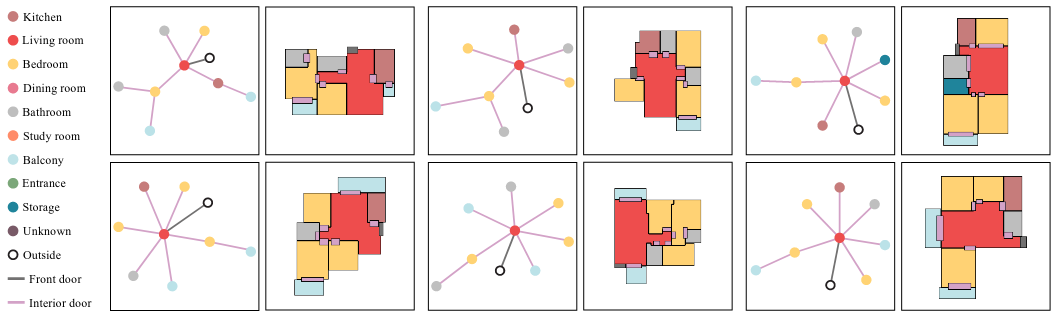 Kitchen
Living room
Bedroom
Dining room
Bathroom
Study room
Balcony
Entrance
Storage
Unknown
Outside
Front door
Interior door